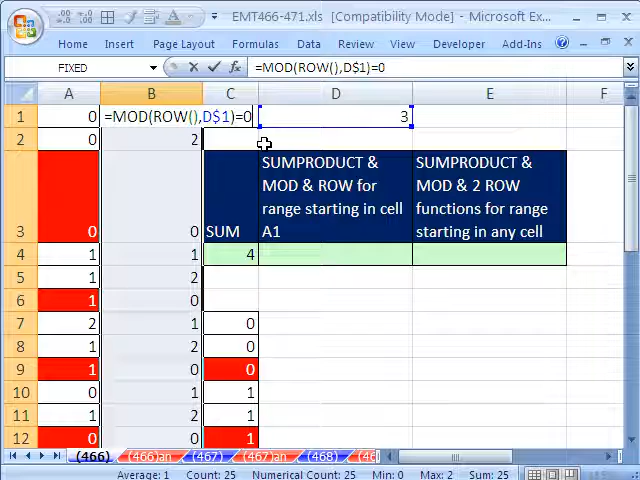 EMT466-471.xls [Compatibility Mode] - Microsoft Ex...
Home Insert Page Layout Formulas Data Review View Developer Add-Ins
FIXED =MOD(ROW(),D$1)=0
A B C D E F
1 0 =MOD(ROW(),D$1)=0 3
2 0 2
SUMPRODUCT &
MOD & ROW for
range starting in cell
A1
SUMPRODUCT &
MOD & 2 ROW
functions for range
starting in any cell
3 0 0 SUM
4 1 1 4
5 1 2
6 1 0
7 2 1 0
8 1 2 0
9 1 0 0
10 0 1 1
11 1 2 1
12 0 0 1
(466) (466)an (467) (467)an (468) (46
Average: 1 Count: 25 Numerical Count: 25 Min: 0 Max: 2 Sum: 25